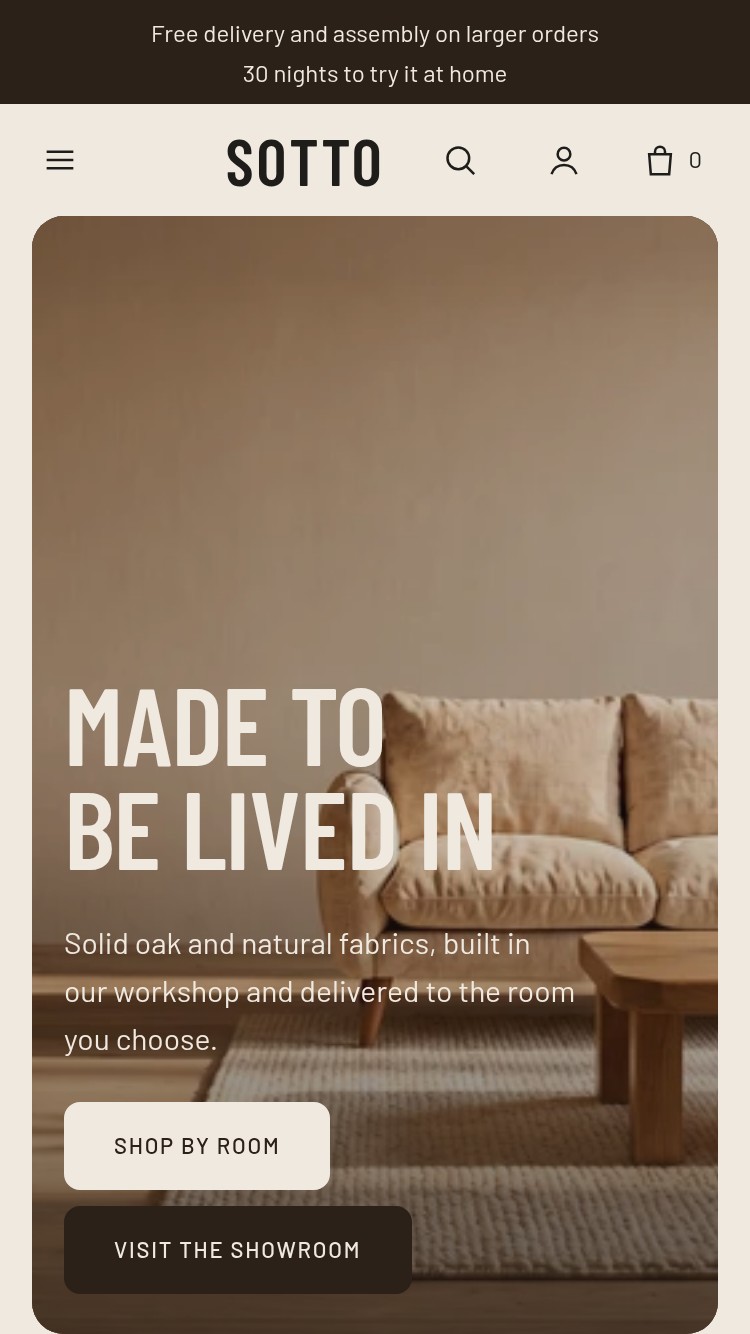 Free delivery and assembly on larger orders
30 nights to try it at home
SOTTO
0
MADE TO
BE LIVED IN
Solid oak and natural fabrics, built in
our workshop and delivered to the room
you choose.
SHOP BY ROOM
VISIT THE SHOWROOM